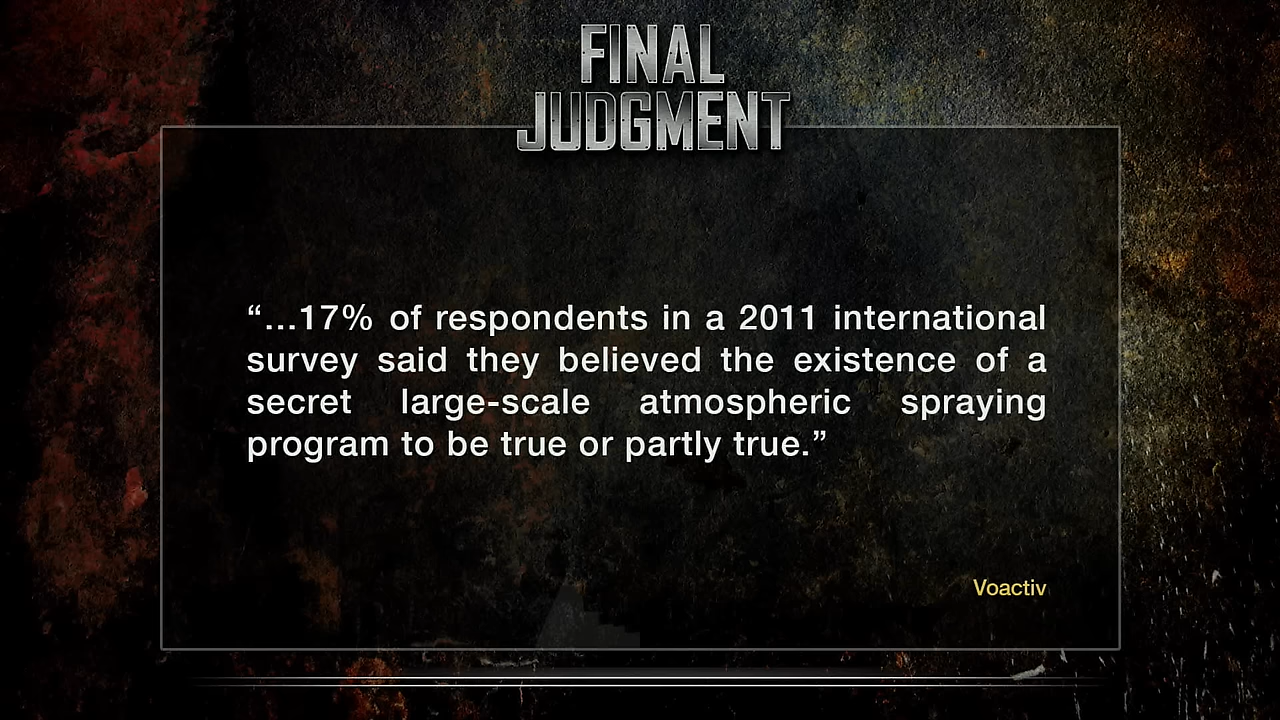 FINAL
JUDGMENT
“...17% of respondents in a 2011 international
survey said they believed the existence of a
secret large-scale atmospheric spraying
program to be true or partly true.”
Voactiv